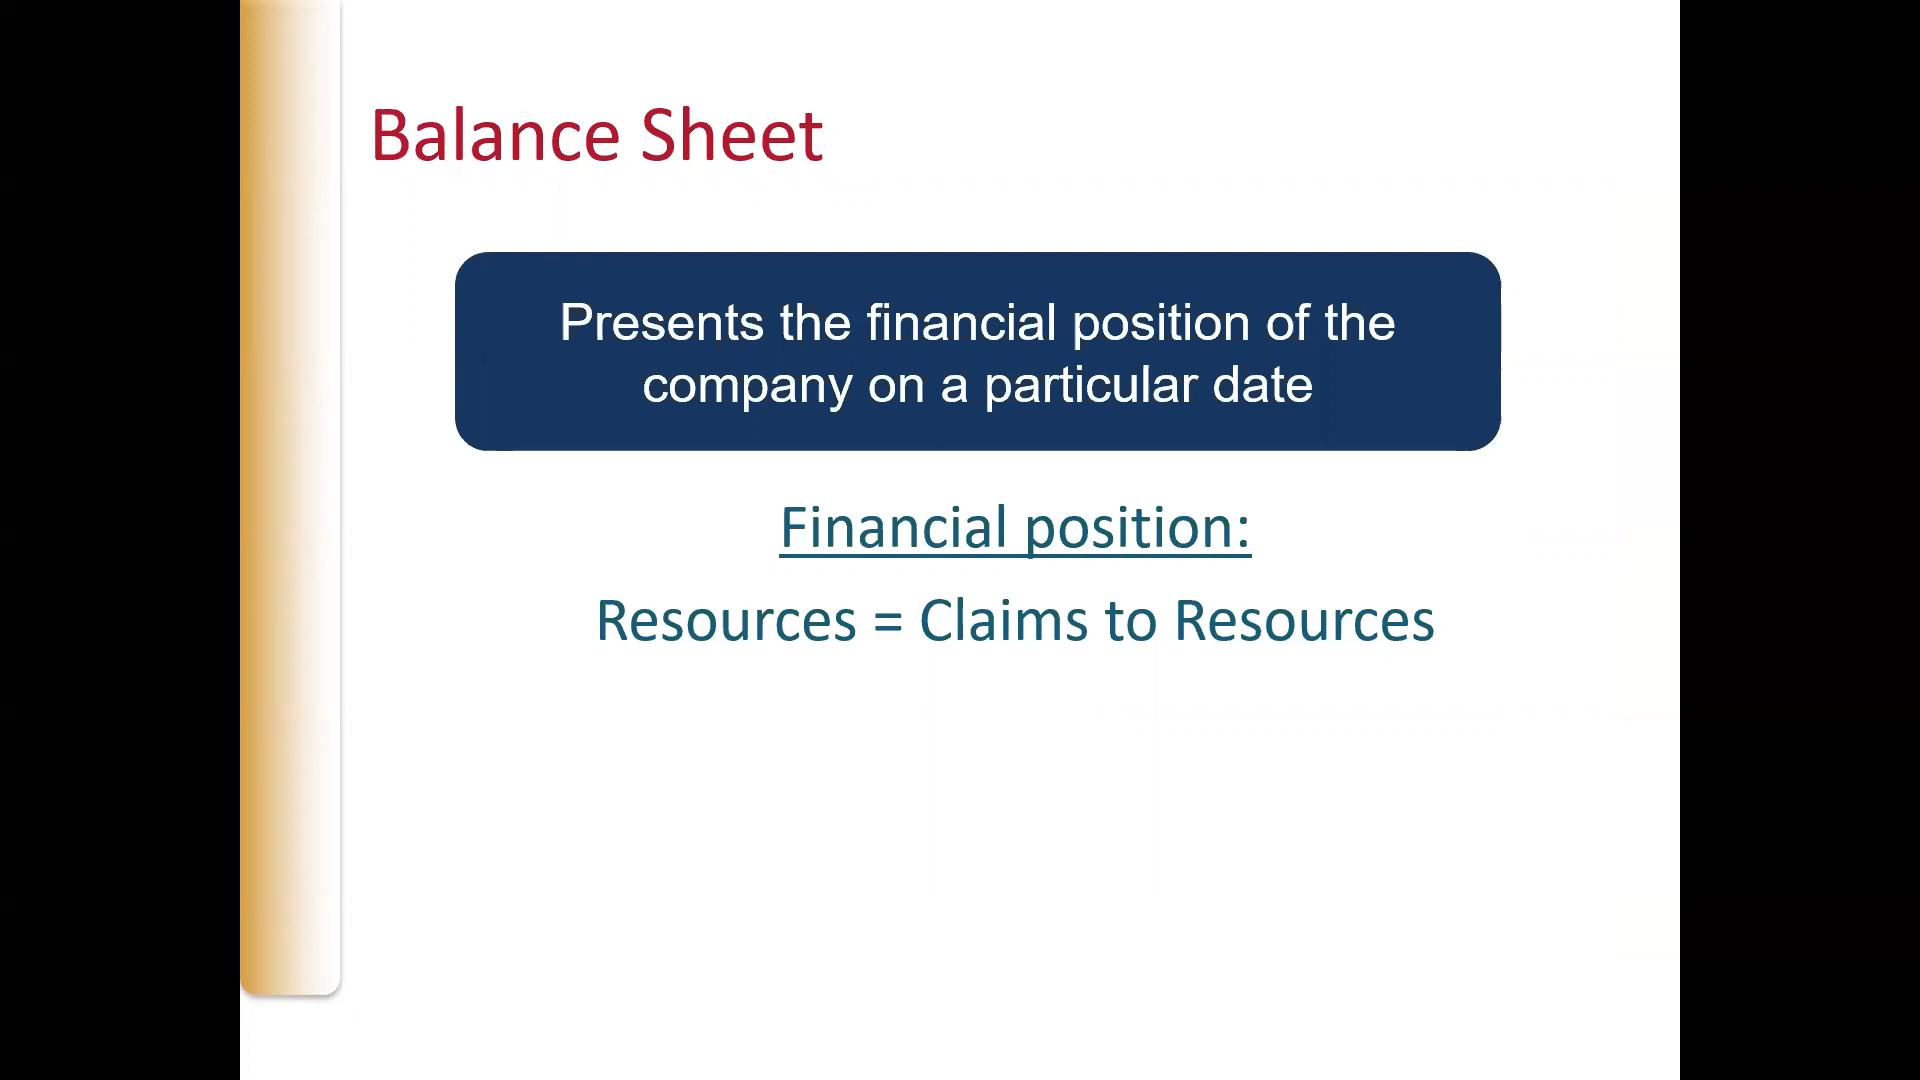 Balance Sheet
Presents the financial position of the
company on a particular date
Financial position:
Resources = Claims to Resources